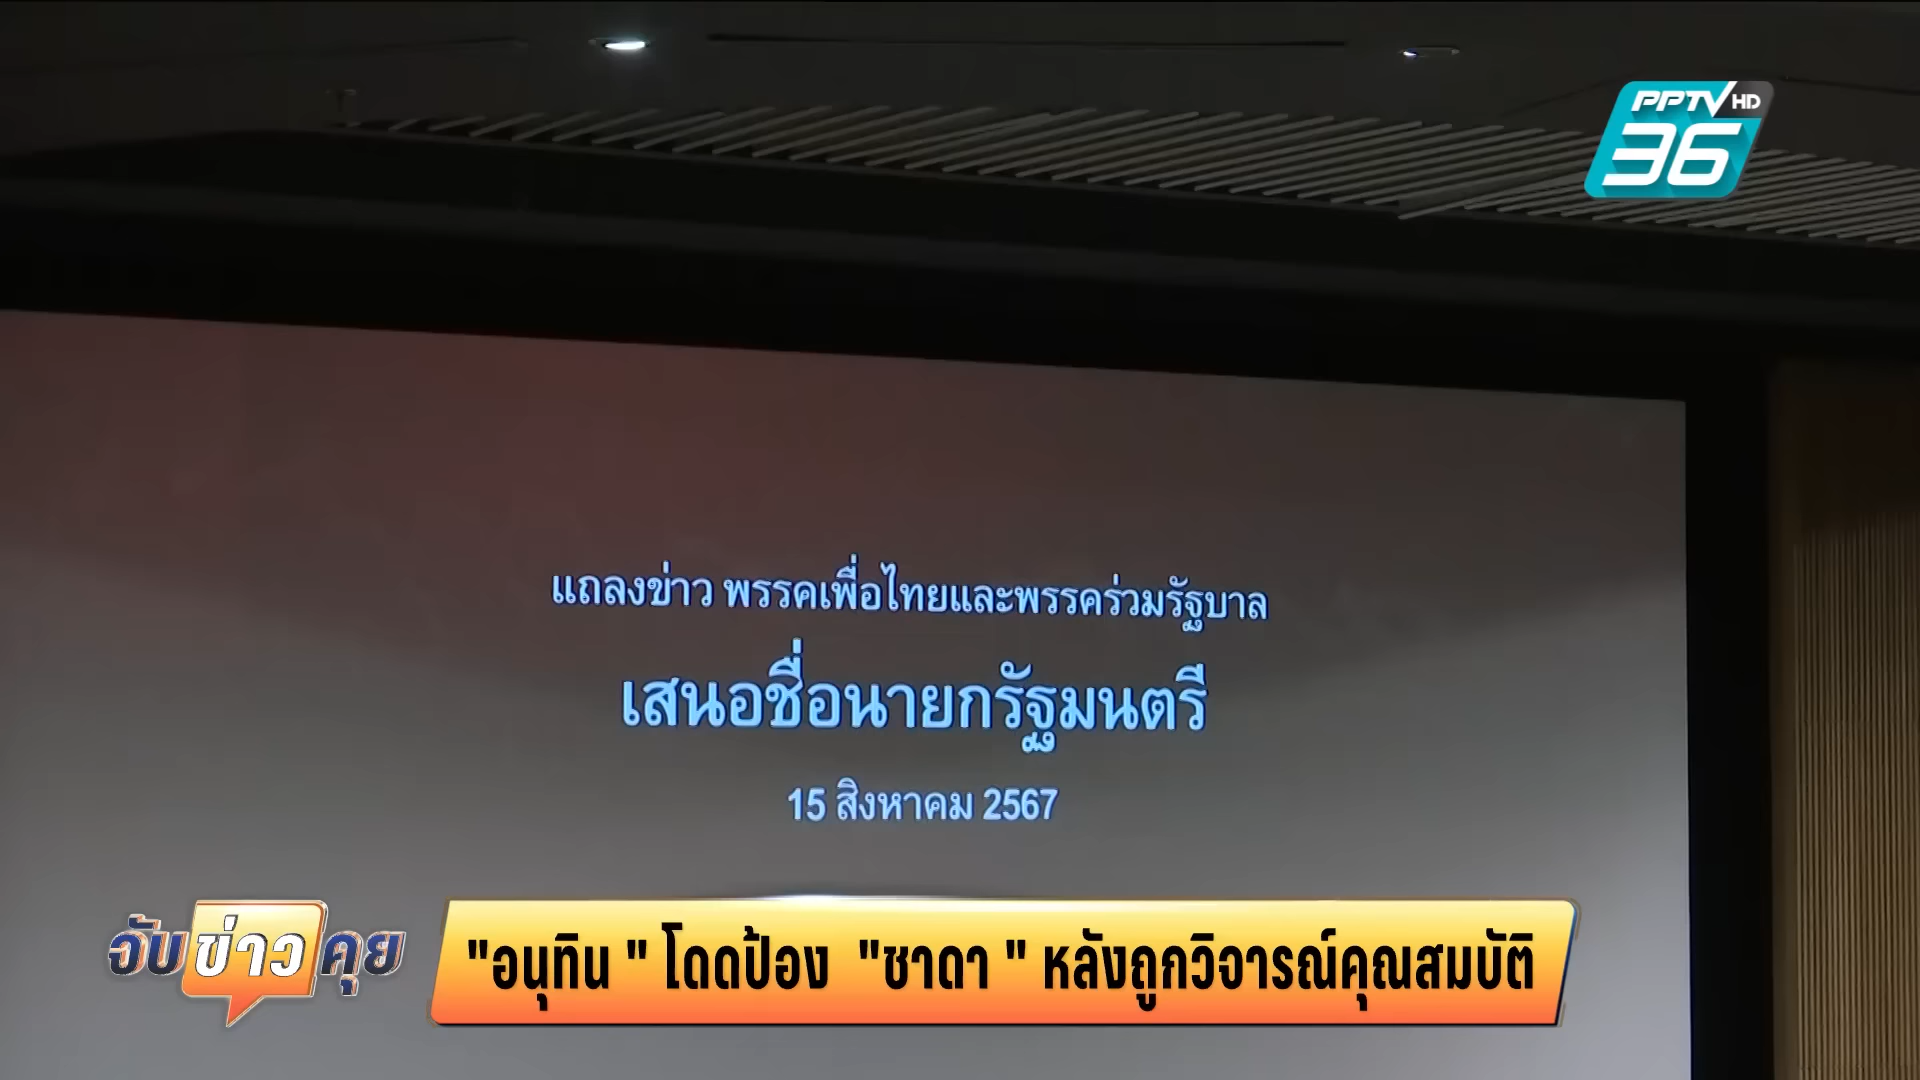 PPTV HD
36
แถลงข่าว พรรคเพื่อไทยและพรรคร่วมรัฐบาล
เสนอชื่อนายกรัฐมนตรี
15 สิงหาคม 2567
จับข่าวคุย
"อนุทิน " โดดป้อง "ชาดา " หลังถูกวิจารณ์คุณสมบัติ